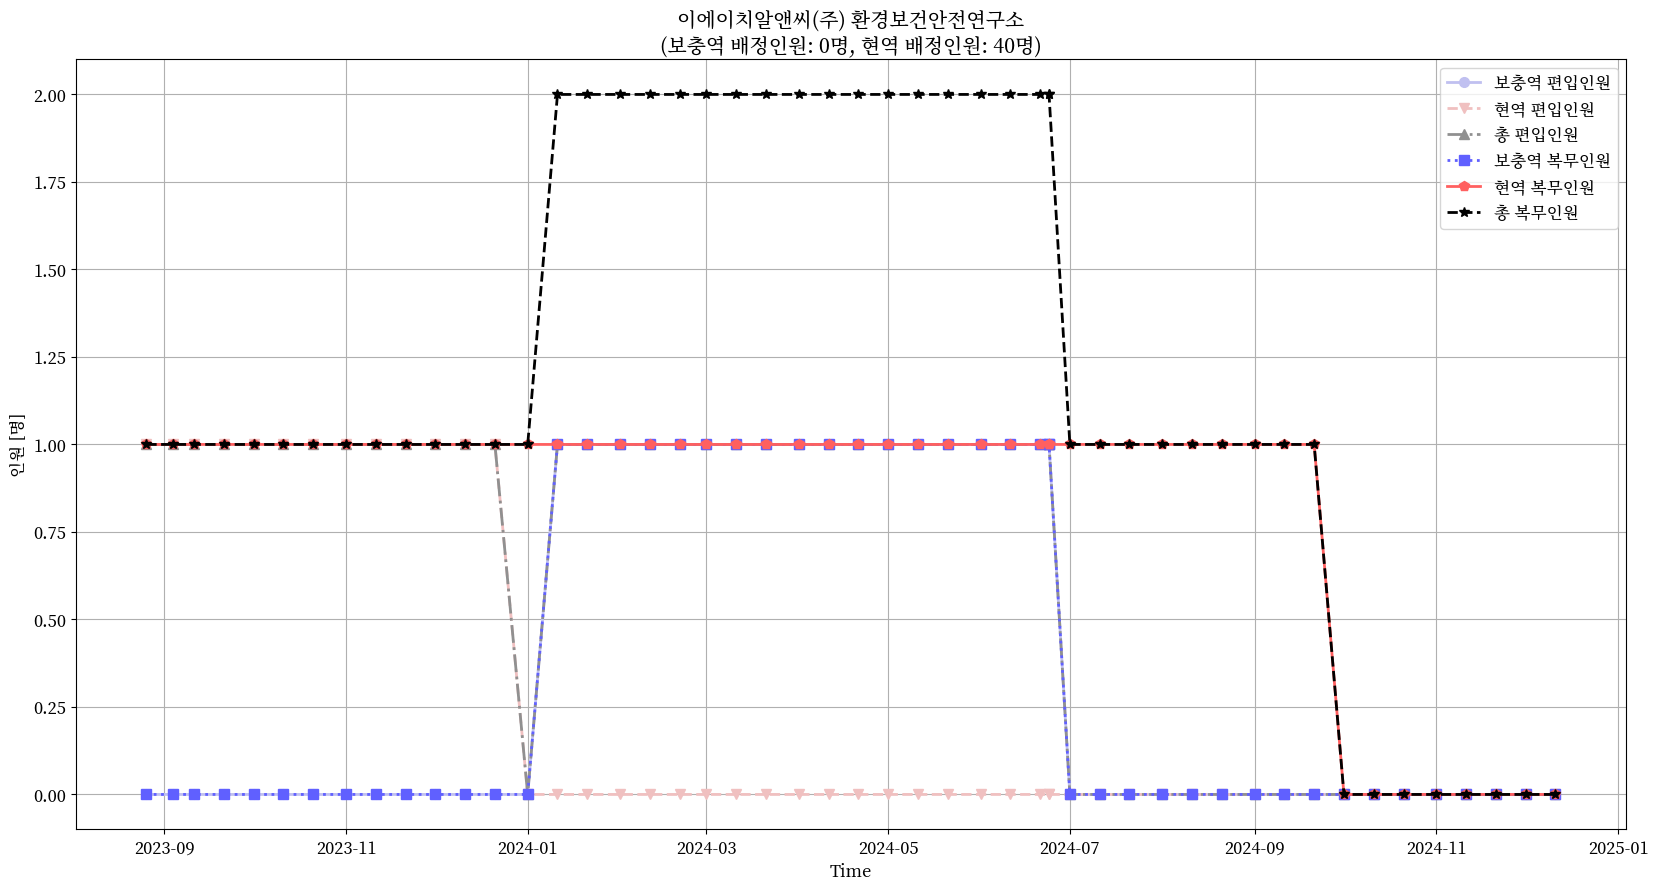 이에이치알앤씨(주) 환경보건안전연구소
(보충역 배정인원: 0명, 현역 배정인원: 40명)
보충역 편입인원
현역 편입인원
총 편입인원
보충역 복무인원
현역 복무인원
총 복무인원
인원 [명]
2.00
1.75
1.50
1.25
1.00
0.75
0.50
0.25
0.00
2023-09
2023-11
2024-01
2024-03
2024-05
2024-07
2024-09
2024-11
2025-01
Time